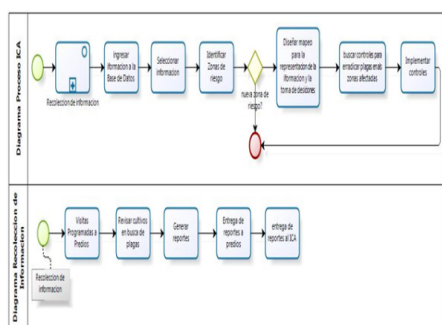 Diagrama Proceso ICA
Recoleccion de informacion
ingresar
informacion a la
Base de Datos
Seleccionar
informacion
Identificar
Zonas de
riesgo
nueva zona de
riesgo?
Diseñar mapeo
para la
representacion de la
informacion y la
toma de decisiones
buscar controles para
erradicar plagas en las
zonas afectadas
Implementar
controles
Diagrama Recoleccion de
Informacion
Recoleccion de
informacion
Visitas
Programadas a
Predios
Revisar cultivos
en busca de
plagas
Generar
reportes
Entrega de
reportes a
predios
entrega de
reportes al ICA